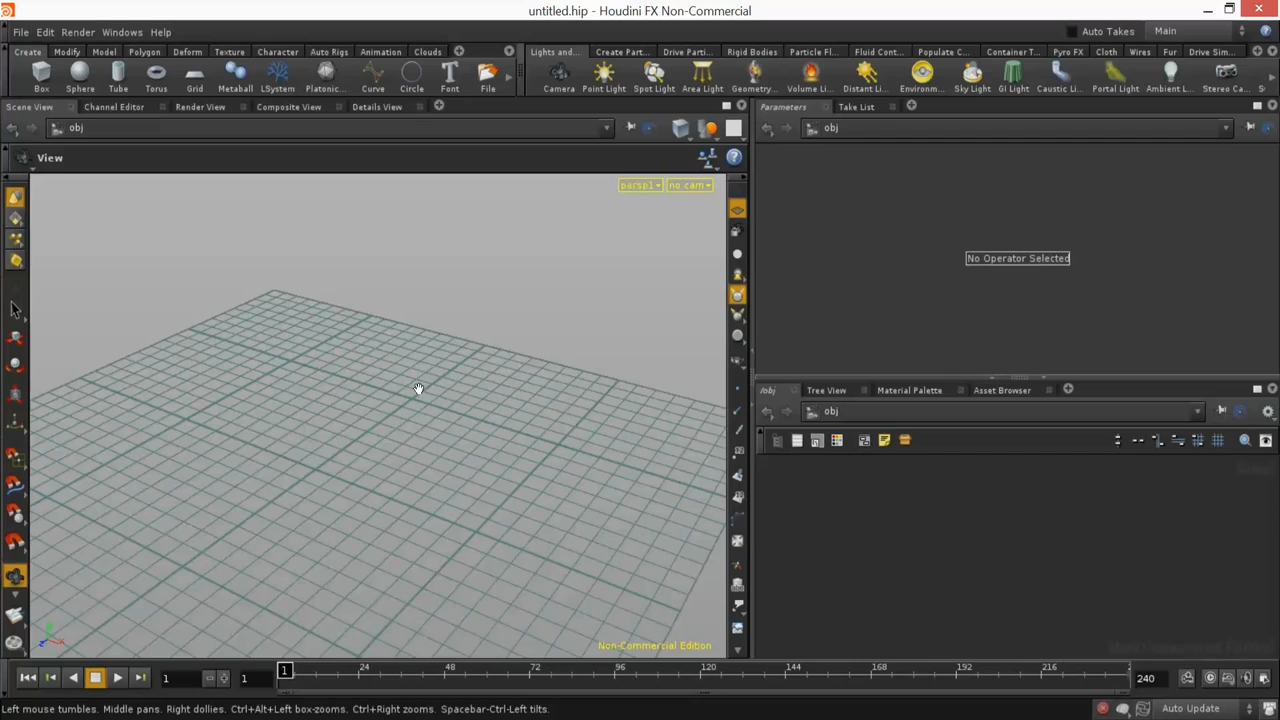 untitled.hip - Houdini FX Non-Commercial
File Edit Render Windows Help
Auto Takes Main
Create Modify Model Polygon Deform Texture Character Auto Rigs Animation Clouds
Lights and... Create Part... Drive Parti... Rigid Bodies Particle Fl... Fluid Cont... Populate C... Container T... Pyro FX Cloth Wires Fur Drive Sim...
Box Sphere Tube Torus Grid Metaball LSystem Platonic... Curve Circle Font File
Camera Point Light Spot Light Area Light Geometry... Volume Li... Distant Li... Environm... Sky Light GI Light Caustic Li... Portal Light Ambient L... Stereo Ca...
Scene View Channel Editor Render View Composite View Details View
Parameters Take List
obj
obj
View
persp1 no cam
No Operator Selected
/obj Tree View Material Palette Asset Browser
obj
Non-Commercial Edition
1 1 1 24 48 72 96 120 144 168 192 216 240
Left mouse tumbles. Middle pans. Right dollies. Ctrl+Alt+Left box-zooms. Ctrl+Right zooms. Spacebar-Ctrl-Left tilts.
Auto Update